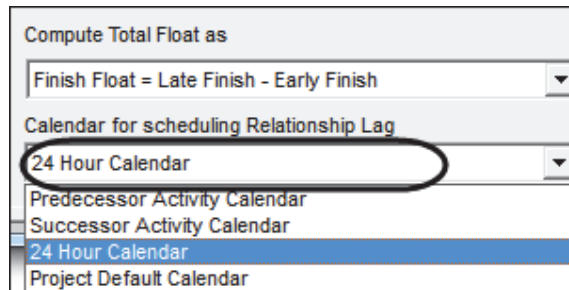 Compute Total Float as
Finish Float = Late Finish - Early Finish
Calendar for scheduling Relationship Lag
24 Hour Calendar
Predecessor Activity Calendar
Successor Activity Calendar
24 Hour Calendar
Project Default Calendar